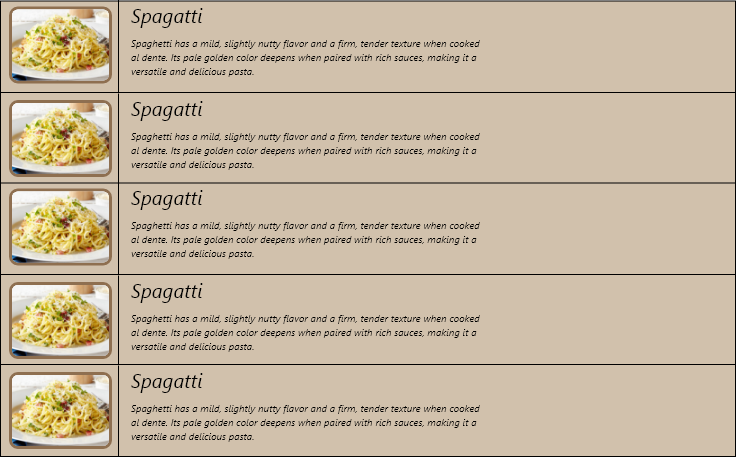 Spagatti
Spaghetti has a mild, slightly nutty flavor and a firm, tender texture when cooked
al dente. Its pale golden color deepens when paired with rich sauces, making it a
versatile and delicious pasta.
Spagatti
Spaghetti has a mild, slightly nutty flavor and a firm, tender texture when cooked
al dente. Its pale golden color deepens when paired with rich sauces, making it a
versatile and delicious pasta.
Spagatti
Spaghetti has a mild, slightly nutty flavor and a firm, tender texture when cooked
al dente. Its pale golden color deepens when paired with rich sauces, making it a
versatile and delicious pasta.
Spagatti
Spaghetti has a mild, slightly nutty flavor and a firm, tender texture when cooked
al dente. Its pale golden color deepens when paired with rich sauces, making it a
versatile and delicious pasta.
Spagatti
Spaghetti has a mild, slightly nutty flavor and a firm, tender texture when cooked
al dente. Its pale golden color deepens when paired with rich sauces, making it a
versatile and delicious pasta.